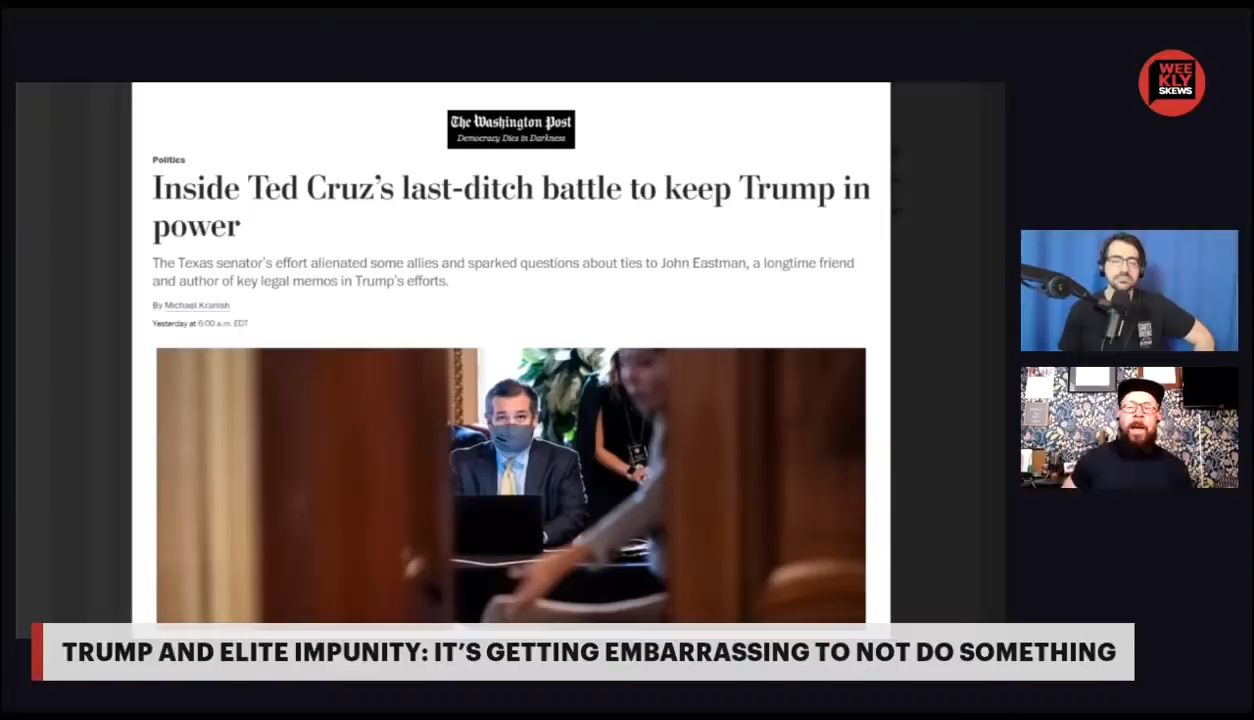 WEE
KLY
SKEWS
The Washington Post
Democracy Dies in Darkness
Politics
Inside Ted Cruz's last-ditch battle to keep Trump in
power
The Texas senator's effort alienated some allies and sparked questions about ties to John Eastman, a longtime friend
and author of key legal memos in Trump's efforts.
By Michael Kranish
Yesterday at 6:00 a.m. EDT
TRUMP AND ELITE IMPUNITY: IT'S GETTING EMBARRASSING TO NOT DO SOMETHING